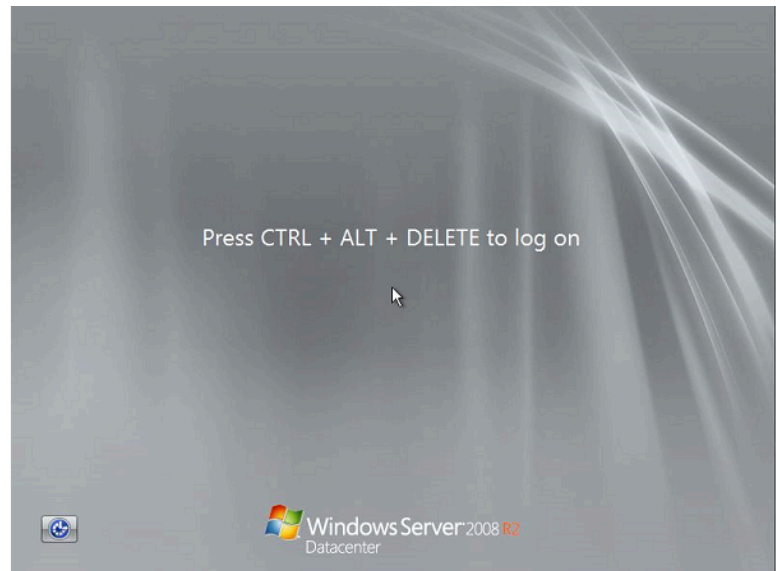 Press CTRL + ALT + DELETE to log on
Windows Server 2008 R2
Datacenter